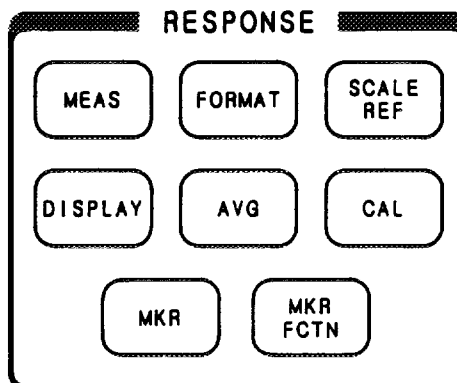 RESPONSE
MEAS
FORMAT
SCALE
REF
DISPLAY
AVG
CAL
MKR
MKR
FCTN